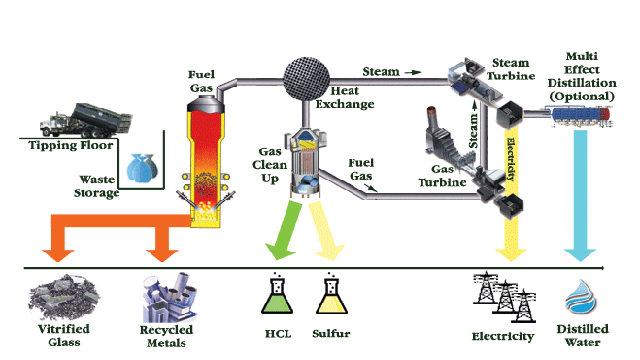 Fuel
Gas
Steam
Steam
Turbine
Multi
Effect
Distillation
(Optional)
Heat
Exchange
Tipping Floor
Waste
Storage
Gas
Clean
Up
Fuel
Gas
Gas
Turbine
Steam
Electricity
Vitrified
Glass
Recycled
Metals
HCL
Sulfur
Electricity
Distilled
Water